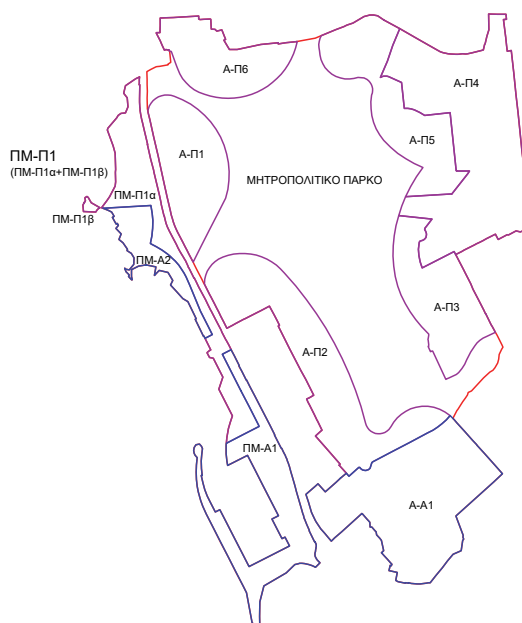 Α-Π6
Α-Π4
Α-Π5
Α-Π1
ΠΜ-Π1
(ΠΜ-Π1α+ΠΜ-Π1β)
ΜΗΤΡΟΠΟΛΙΤΙΚΟ ΠΑΡΚΟ
ΠΜ-Π1α
ΠΜ-Π1β
ΠΜ-Α2
Α-Π3
Α-Π2
ΠΜ-Α1
Α-Α1